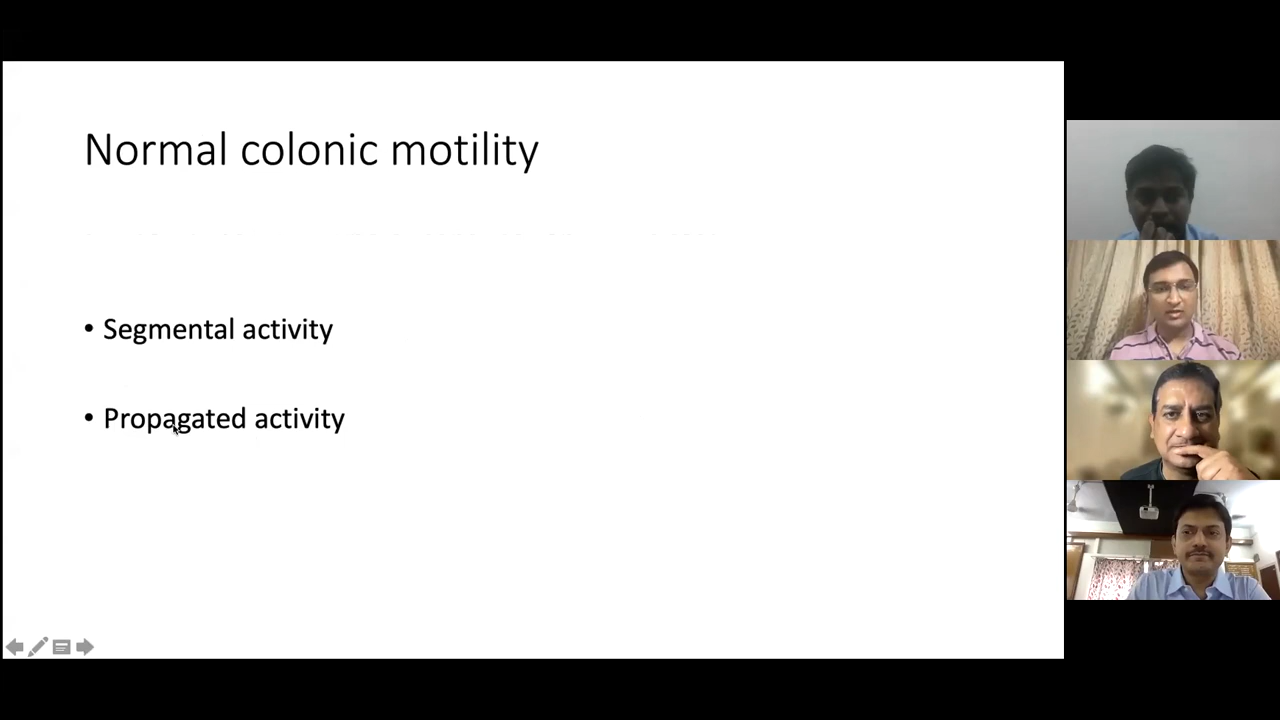 Normal colonic motility
• Segmental activity
• Propagated activity